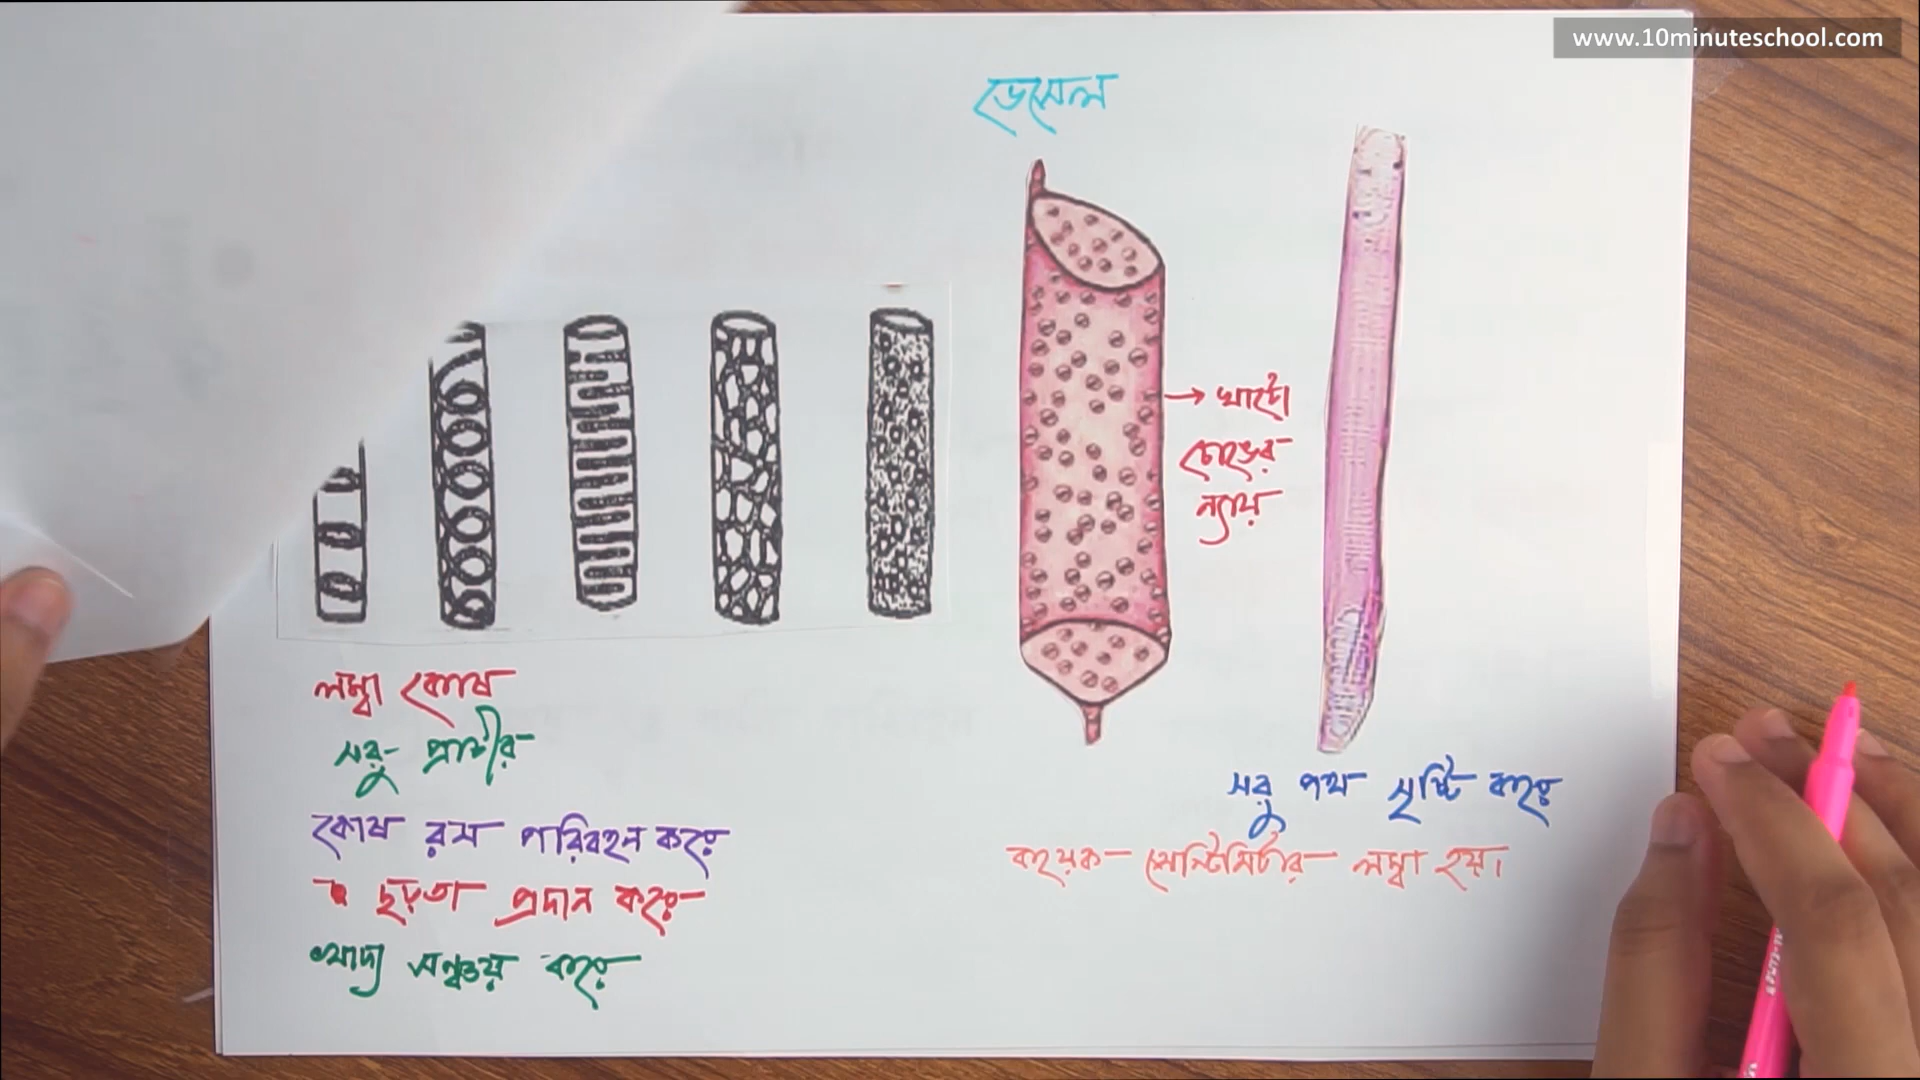 www.10minuteschool.com
ভেসেল
খাটো
চোঙের
ন্যায়
লম্বা কোষ
সরু প্রাচীর
কোষ রস পরিবহন করে
দৃঢ়তা প্রদান করে
খাদ্য সঞ্চয় করে
সরু পথ সৃষ্টি করে
কয়েক সেন্টিমিটার লম্বা হয়।